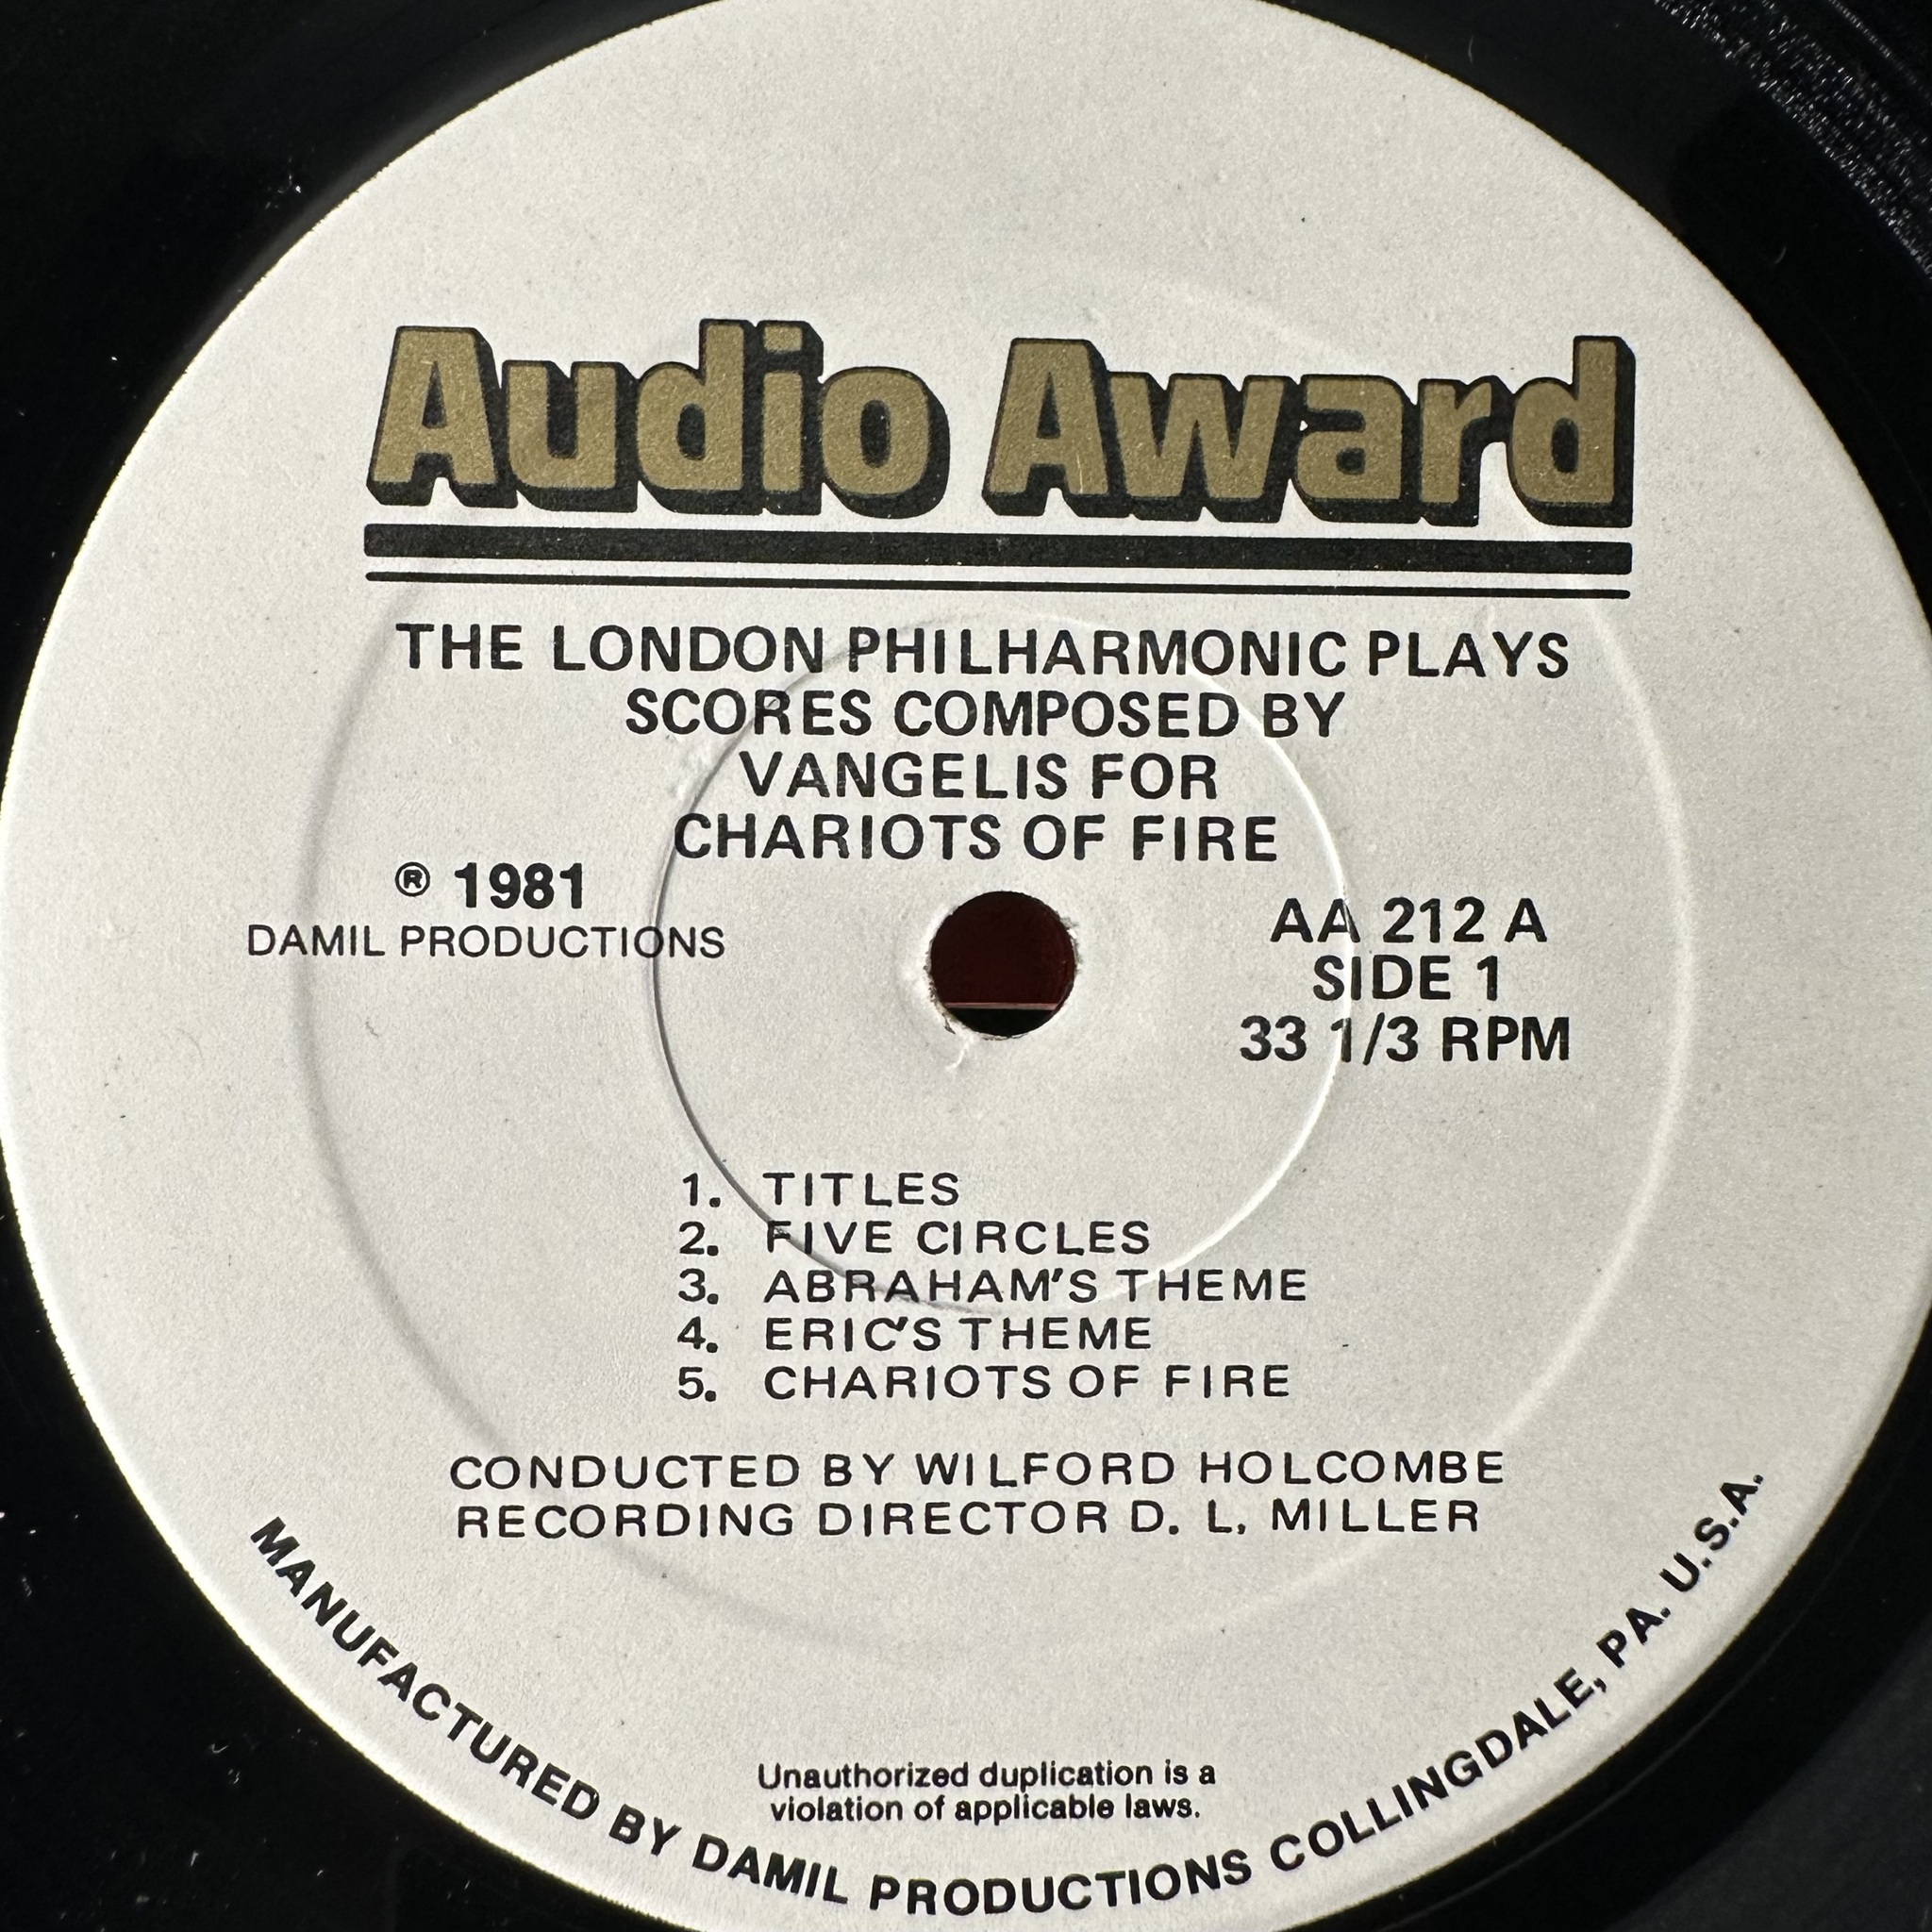 Audio Award
THE LONDON PHILHARMONIC PLAYS
SCORES COMPOSED BY
VANGELIS FOR
CHARIOTS OF FIRE
® 1981
DAMIL PRODUCTIONS
AA 212 A
SIDE 1
33 1/3 RPM
1. TITLES
2. FIVE CIRCLES
3. ABRAHAM'S THEME
4. ERIC'S THEME
5. CHARIOTS OF FIRE
CONDUCTED BY WILFORD HOLCOMBE
RECORDING DIRECTOR D. L. MILLER
Unauthorized duplication is a
violation of applicable laws.
MANUFACTURED BY DAMIL PRODUCTIONS COLLINGDALE, PA. U.S.A.